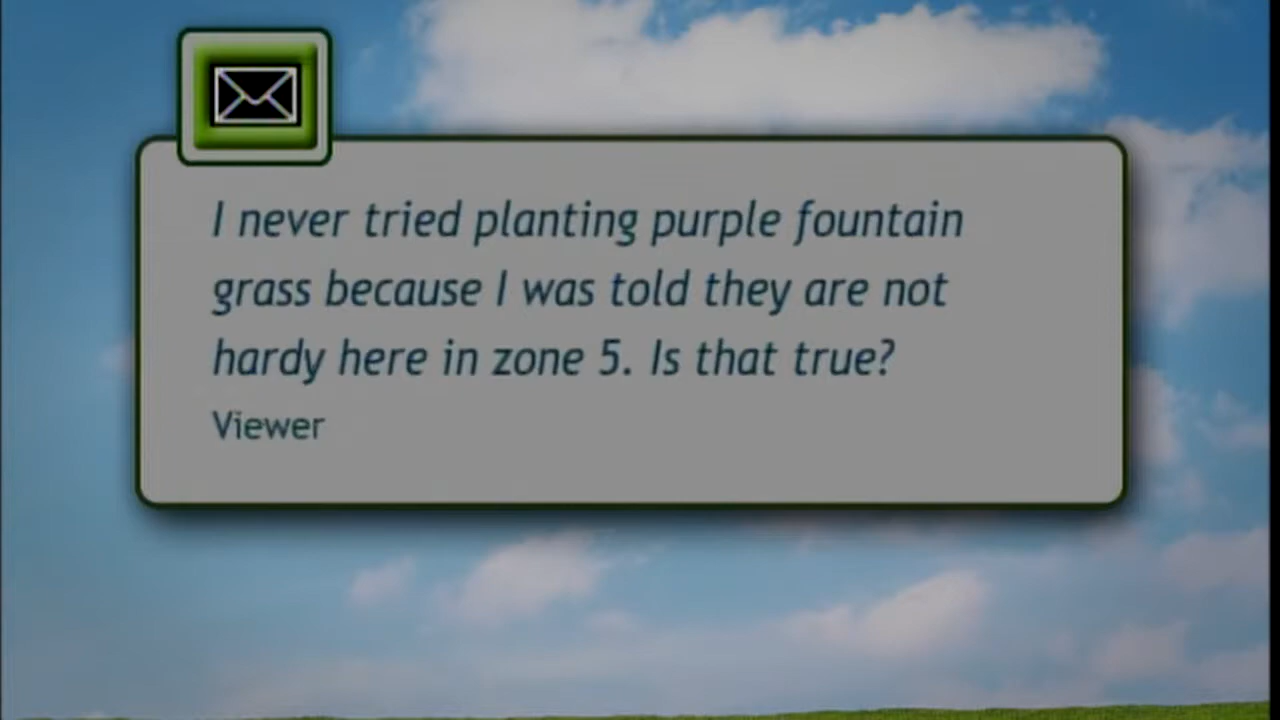 I never tried planting purple fountain
grass because I was told they are not
hardy here in zone 5. Is that true?
Viewer